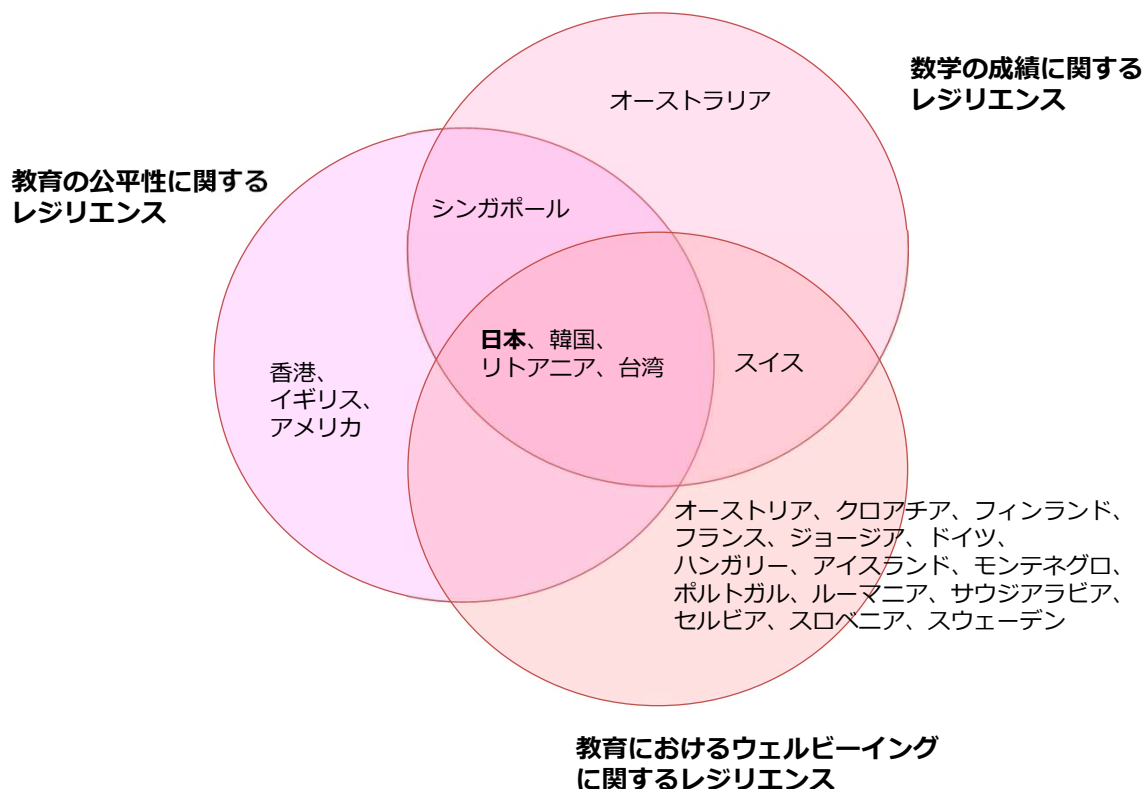 数学の成績に関する
レジリエンス
オーストラリア
教育の公平性に関する
レジリエンス
シンガポール
日本、韓国、
リトアニア、台湾
スイス
香港、
イギリス、
アメリカ
オーストリア、クロアチア、フィンランド、
フランス、ジョージア、ドイツ、
ハンガリー、アイスランド、モンテネグロ、
ポルトガル、ルーマニア、サウジアラビア、
セルビア、スロベニア、スウェーデン
教育におけるウェルビーイング
に関するレジリエンス